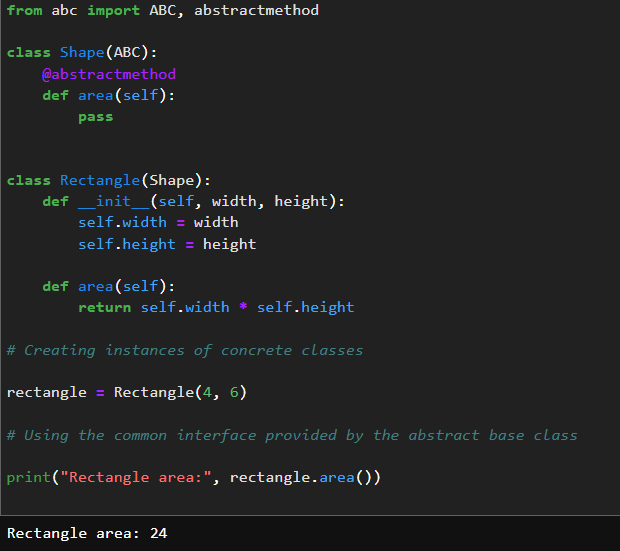 from abc import ABC, abstractmethod

class Shape(ABC):
    @abstractmethod
    def area(self):
        pass


class Rectangle(Shape):
    def __init__(self, width, height):
        self.width = width
        self.height = height

    def area(self):
        return self.width * self.height

# Creating instances of concrete classes

rectangle = Rectangle(4, 6)

# Using the common interface provided by the abstract base class

print("Rectangle area:", rectangle.area())

Rectangle area: 24